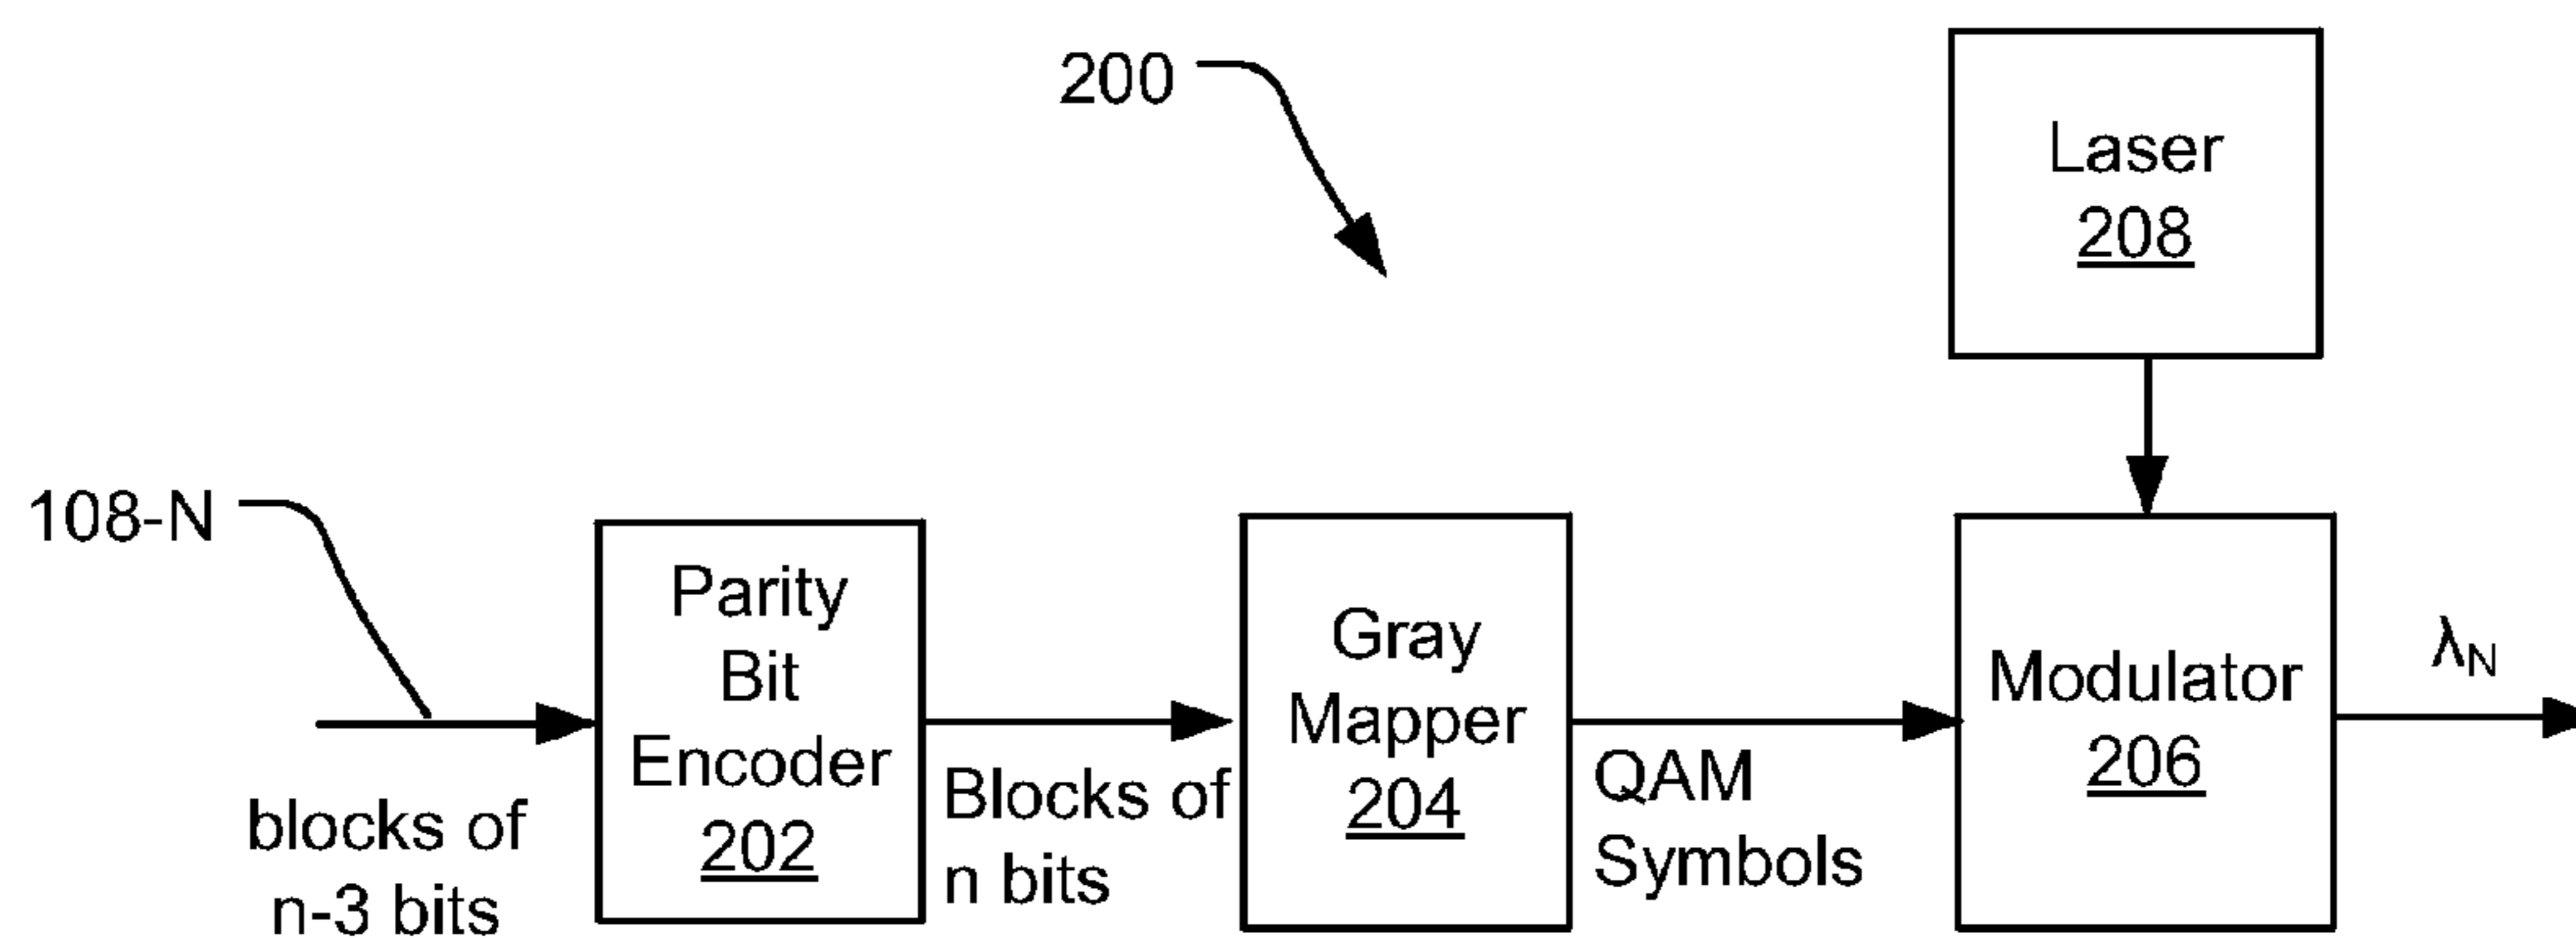 200
Laser
208
108-N
blocks of
n-3 bits
Parity
Bit
Encoder
202
Blocks of
n bits
Gray
Mapper
204
QAM
Symbols
Modulator
206
λN